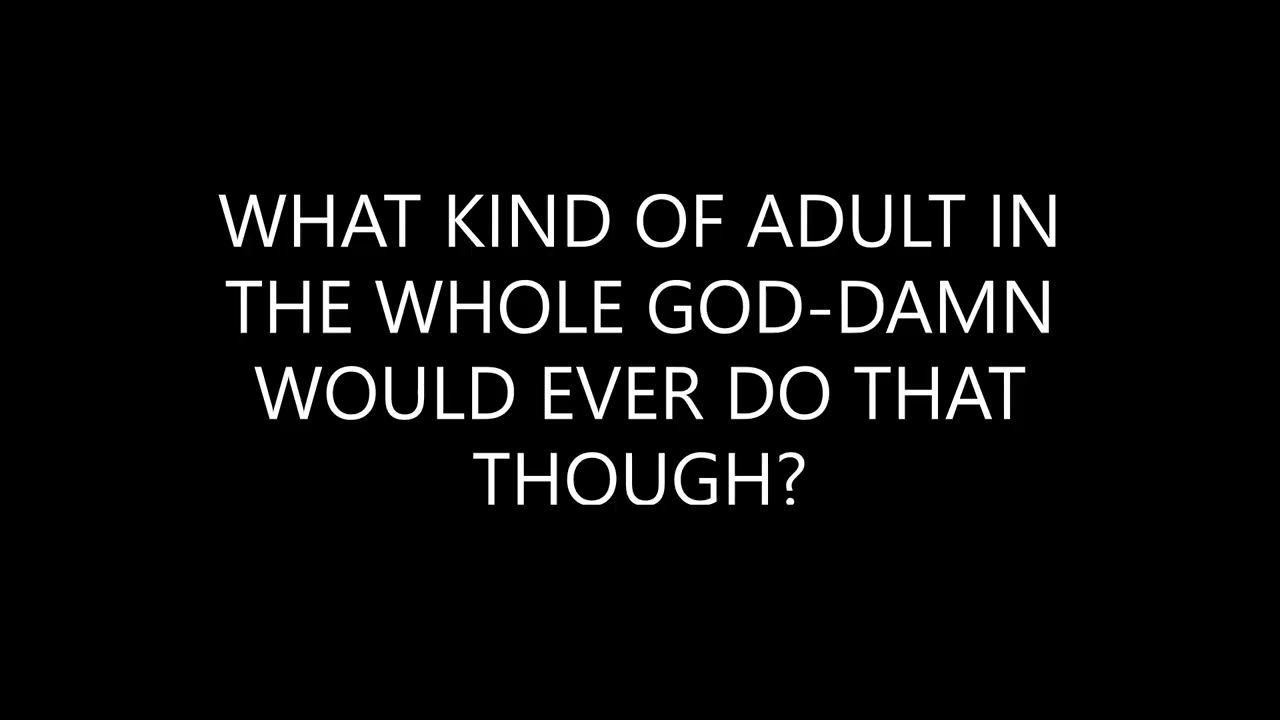 WHAT KIND OF ADULT IN
THE WHOLE GOD-DAMN
WOULD EVER DO THAT
THOUGH?